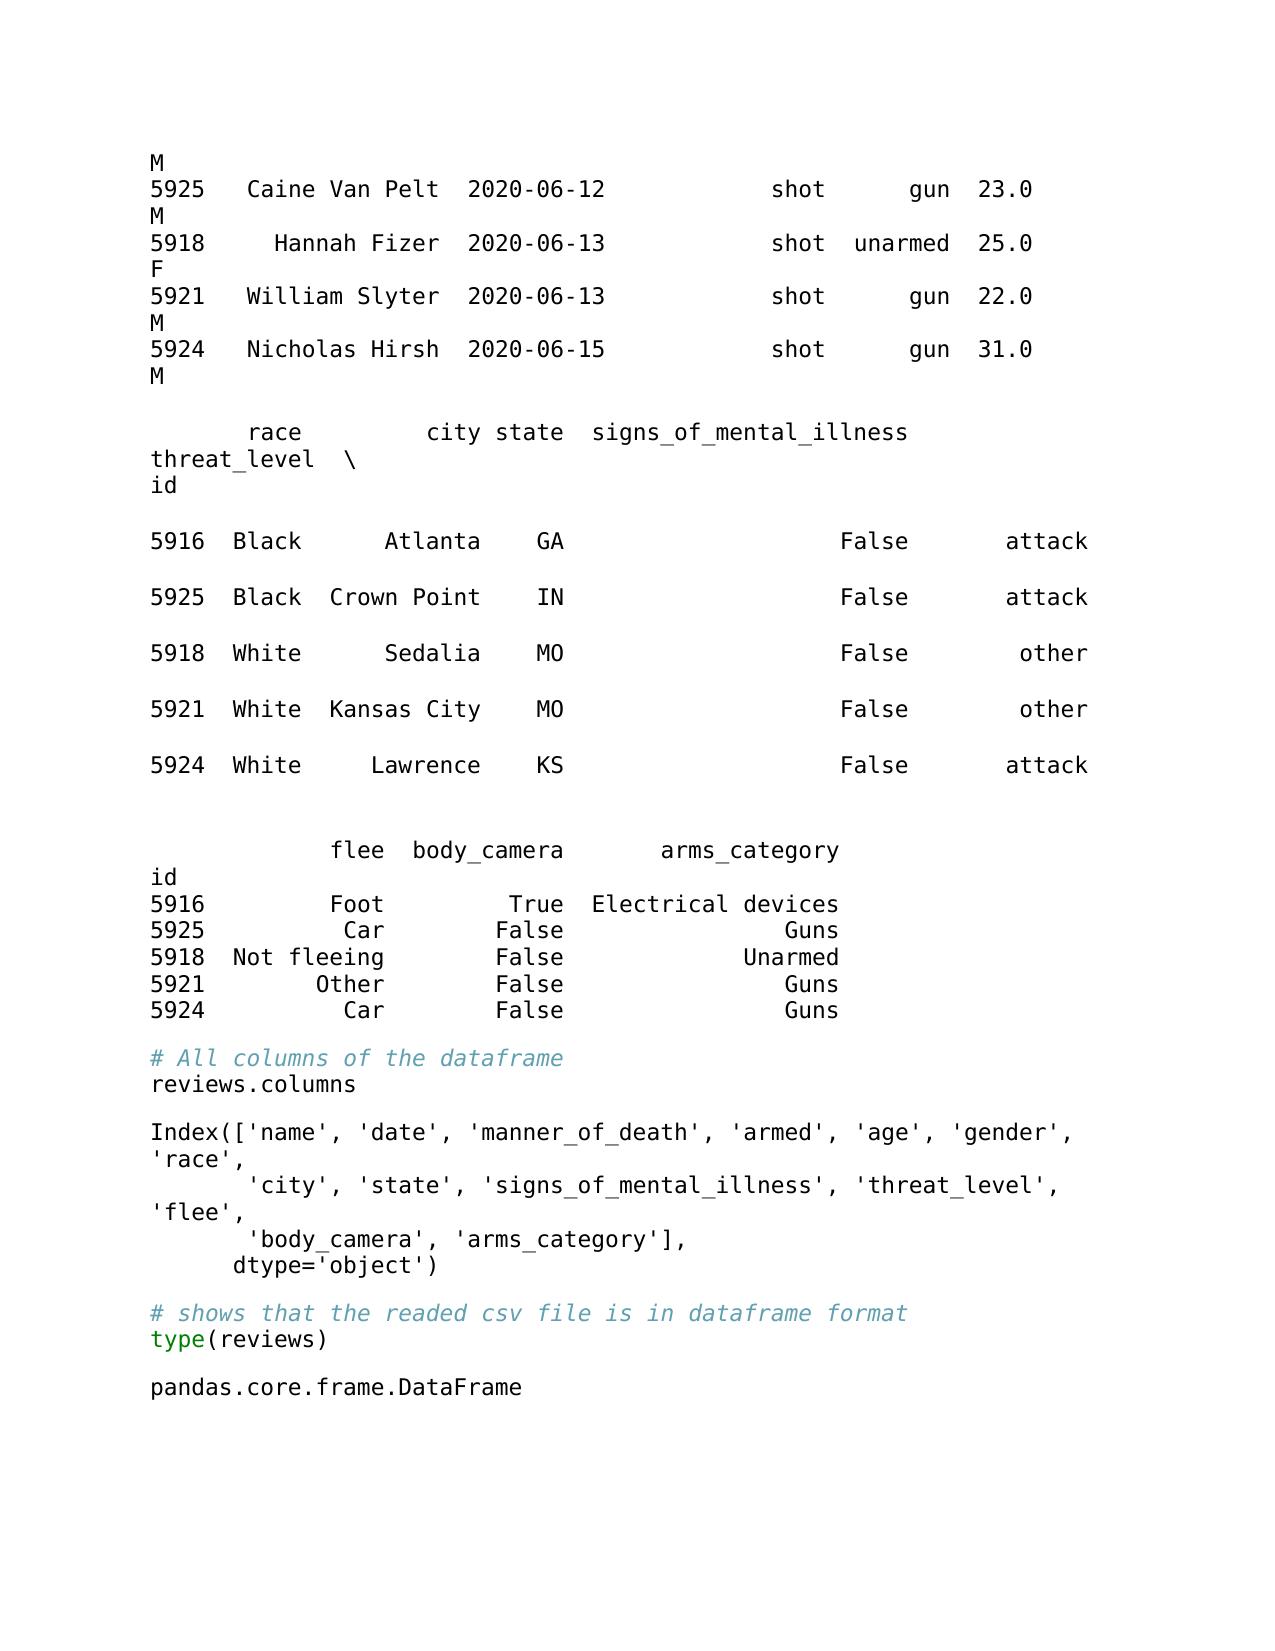 M
5925   Caine Van Pelt  2020-06-12            shot      gun  23.0
M
5918     Hannah Fizer  2020-06-13            shot  unarmed  25.0
F
5921   William Slyter  2020-06-13            shot      gun  22.0
M
5924   Nicholas Hirsh  2020-06-15            shot      gun  31.0
M
       race         city state  signs_of_mental_illness
threat_level  \
id
5916  Black      Atlanta    GA                    False       attack
5925  Black  Crown Point    IN                    False       attack
5918  White      Sedalia    MO                    False        other
5921  White  Kansas City    MO                    False        other
5924  White     Lawrence    KS                    False       attack
             flee  body_camera       arms_category
id
5916         Foot         True  Electrical devices
5925          Car        False                Guns
5918  Not fleeing        False             Unarmed
5921        Other        False                Guns
5924          Car        False                Guns
# All columns of the dataframe
reviews.columns
Index(['name', 'date', 'manner_of_death', 'armed', 'age', 'gender',
'race',
       'city', 'state', 'signs_of_mental_illness', 'threat_level',
'flee',
       'body_camera', 'arms_category'],
      dtype='object')
# shows that the readed csv file is in dataframe format
type(reviews)
pandas.core.frame.DataFrame